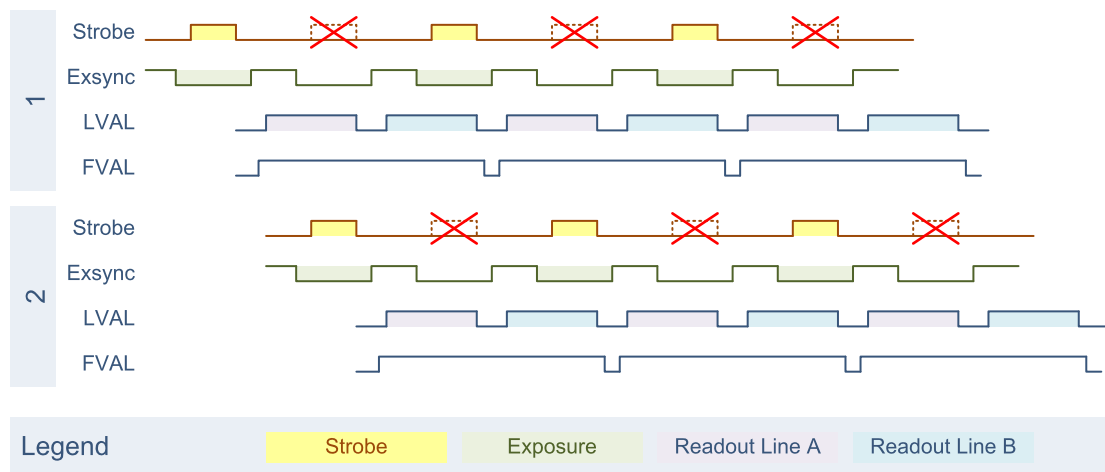 1
Strobe
Exsync
LVAL
FVAL
2
Strobe
Exsync
LVAL
FVAL
Legend
Strobe
Exposure
Readout Line A
Readout Line B